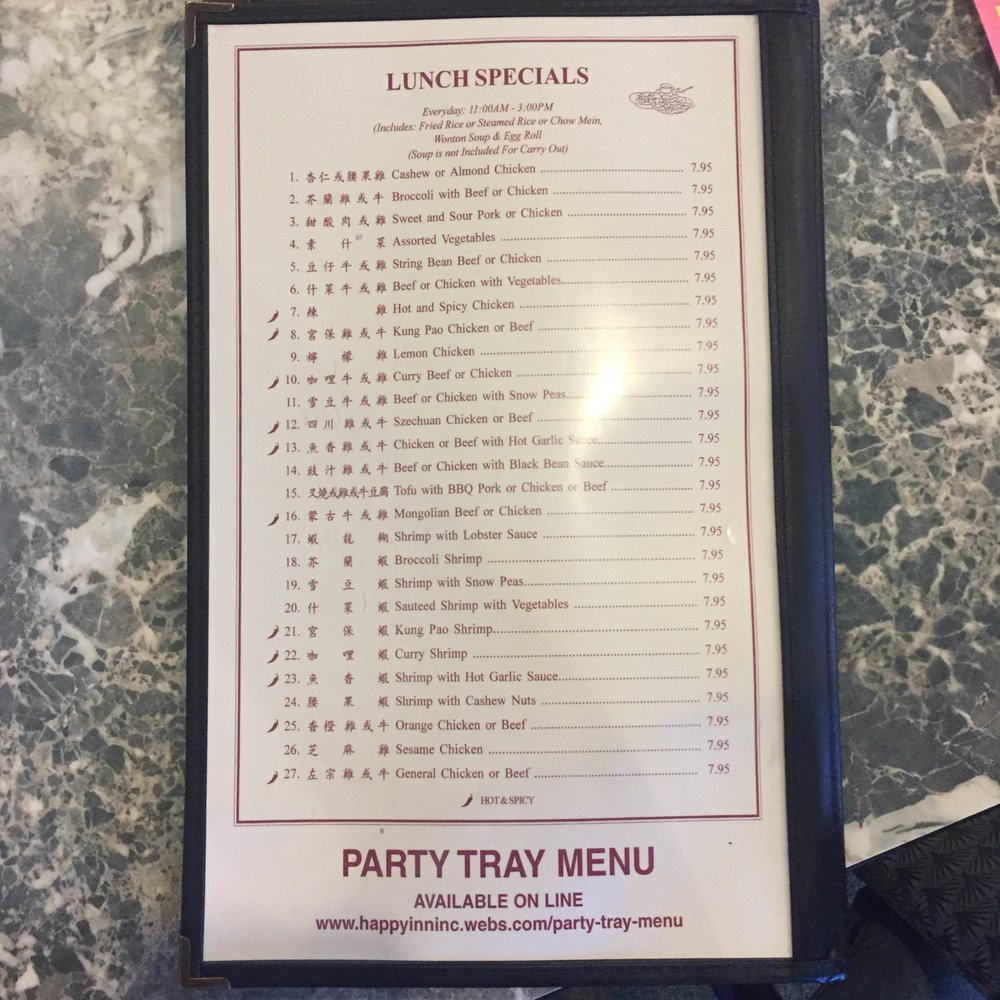 LUNCH SPECIALS
Everyday: 11:00AM - 3:00PM
(Includes: Fried Rice or Steamed Rice or Chow Mein,
Wonton Soup & Egg Roll
(Soup is not Included For Carry Out)
1. 杏仁或腰果雞 Cashew or Almond Chicken 7.95
2. 芥蘭雞或牛 Broccoli with Beef or Chicken 7.95
3. 甜酸肉或雞 Sweet and Sour Pork or Chicken 7.95
4. 素什菜 Assorted Vegetables 7.95
5. 豆仔牛或雞 String Bean Beef or Chicken 7.95
6. 什菜牛或雞 Beef or Chicken with Vegetables 7.95
7. 辣雞 Hot and Spicy Chicken 7.95
8. 宮保雞或牛 Kung Pao Chicken or Beef 7.95
9. 檸檬雞 Lemon Chicken 7.95
10. 咖哩牛或雞 Curry Beef or Chicken 7.95
11. 雪豆牛或雞 Beef or Chicken with Snow Peas 7.95
12. 四川雞或牛 Szechuan Chicken or Beef 7.95
13. 魚香雞或牛 Chicken or Beef with Hot Garlic Sauce 7.95
14. 豉汁雞或牛 Beef or Chicken with Black Bean Sauce 7.95
15. 叉燒或雞或牛豆腐 Tofu with BBQ Pork or Chicken or Beef 7.95
16. 蒙古牛或雞 Mongolian Beef or Chicken 7.95
17. 蝦龍糊 Shrimp with Lobster Sauce 7.95
18. 芥蘭蝦 Broccoli Shrimp 7.95
19. 雪豆蝦 Shrimp with Snow Peas 7.95
20. 什菜蝦 Sauteed Shrimp with Vegetables 7.95
21. 宮保蝦 Kung Pao Shrimp 7.95
22. 咖哩蝦 Curry Shrimp 7.95
23. 魚香蝦 Shrimp with Hot Garlic Sauce 7.95
24. 腰果蝦 Shrimp with Cashew Nuts 7.95
25. 香橙雞或牛 Orange Chicken or Beef 7.95
26. 芝麻雞 Sesame Chicken 7.95
27. 左宗雞或牛 General Chicken or Beef 7.95
HOT & SPICY
PARTY TRAY MENU
AVAILABLE ON LINE
www.happyinninc.webs.com/party-tray-menu